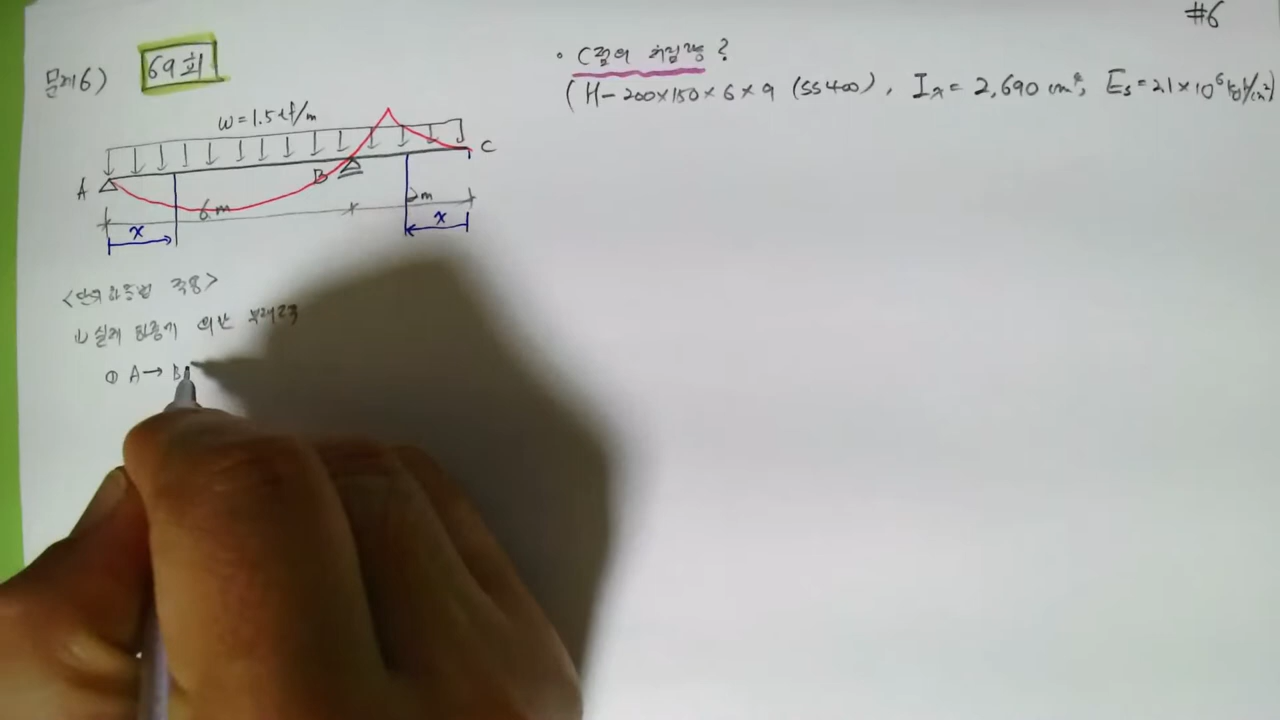 #6
문제6) 69회
• C점의 처짐량?
(H-200×150×6×9 (SS400), Ix = 2,690 cm⁴, Es=2.1×10⁶ kgf/cm²)
w=1.5tf/m
A B C
6m 2m
x x
<단위하중법 적용>
1) 실제 하중에 의한 부재력
① A→B